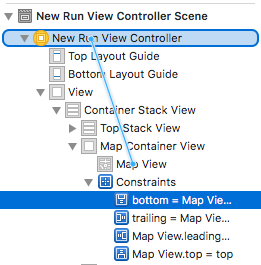 New Run View Controller Scene
New Run View Controller
Top Layout Guide
Bottom Layout Guide
View
Container Stack View
Top Stack View
Map Container View
Map View
Constraints
bottom = Map Vie...
trailing = Map Vie...
Map View.leading...
Map View.top = top